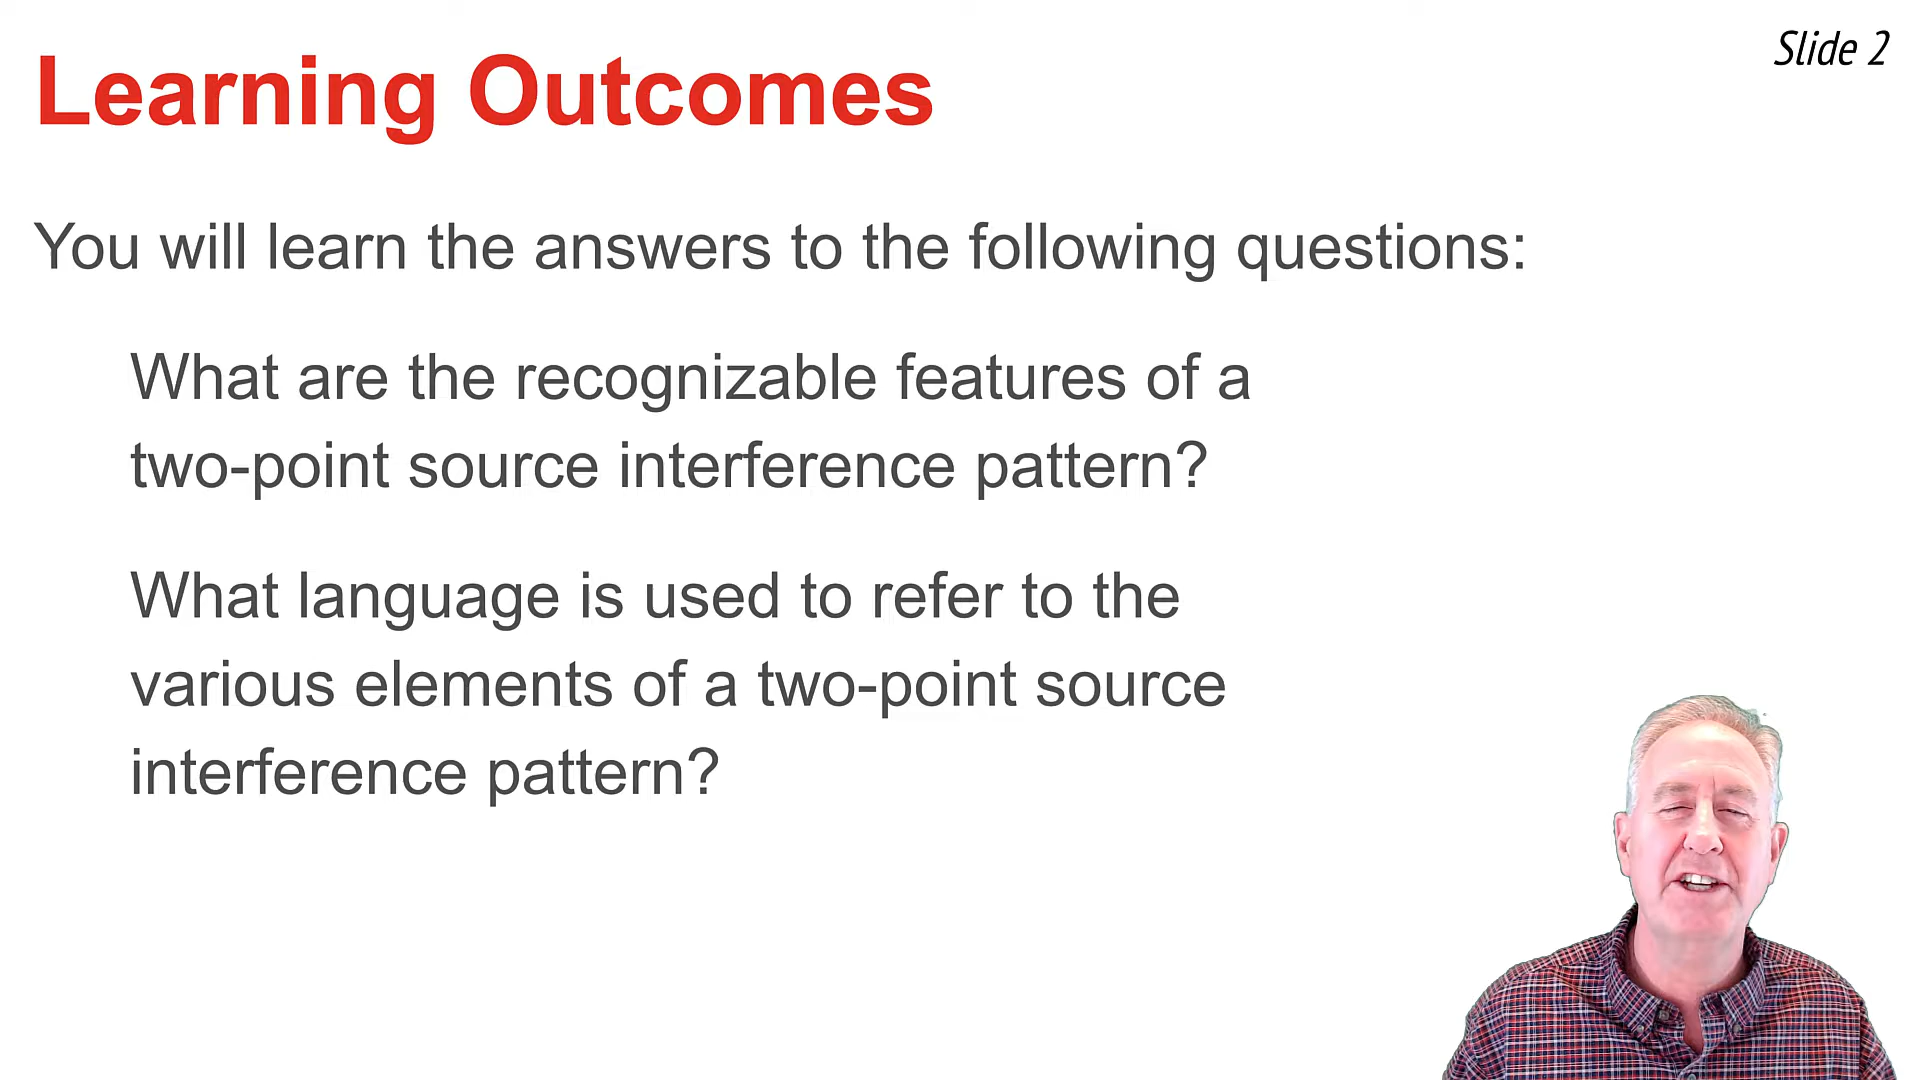 Slide 2
Learning Outcomes
You will learn the answers to the following questions:
What are the recognizable features of a
two-point source interference pattern?
What language is used to refer to the
various elements of a two-point source
interference pattern?